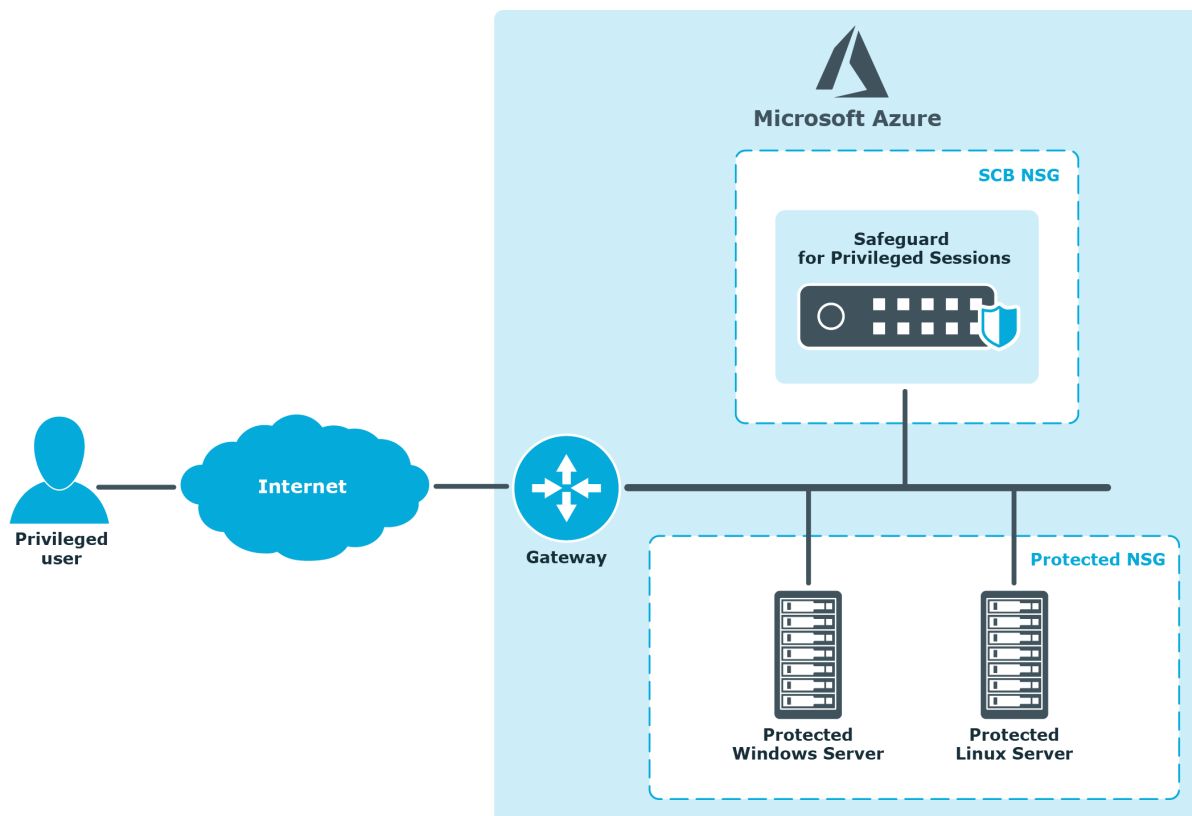 Microsoft Azure
SCB NSG
Safeguard
for Privileged Sessions
Internet
Privileged
user
Gateway
Protected NSG
Protected
Windows Server
Protected
Linux Server